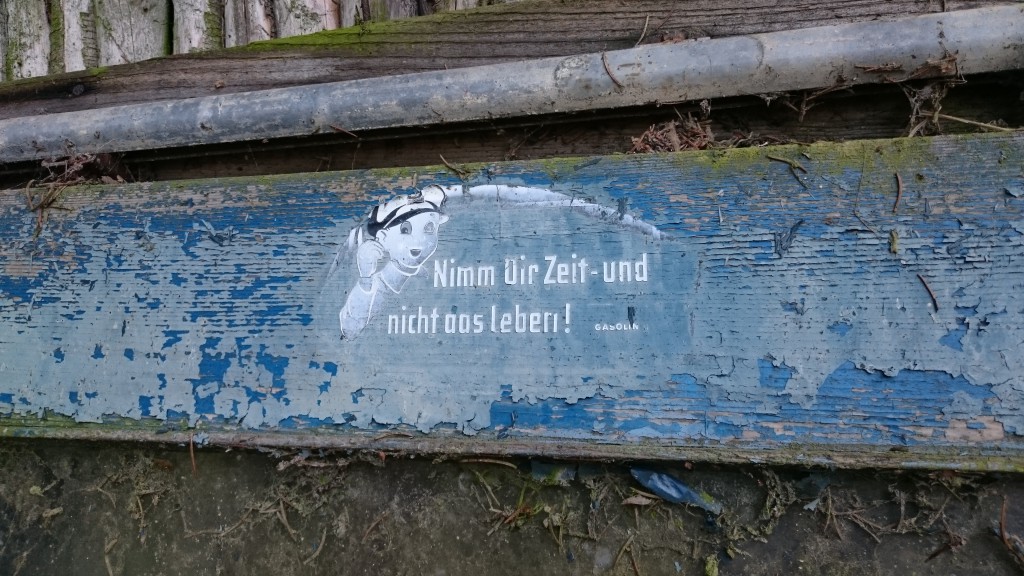 Nimm Dir Zeit - und
nicht das Leben!
GASOLIN